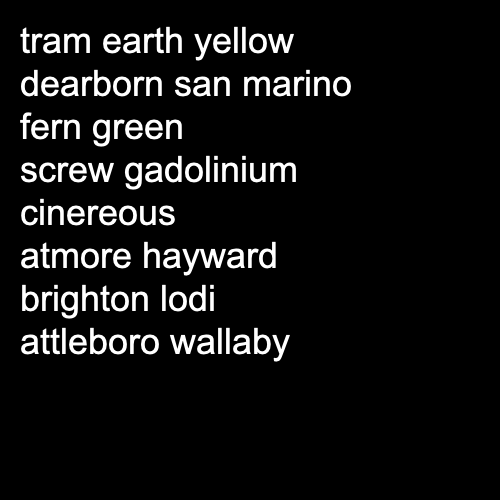 tram earth yellow
dearborn san marino
fern green
screw gadolinium
cinereous
atmore hayward
brighton lodi
attleboro wallaby